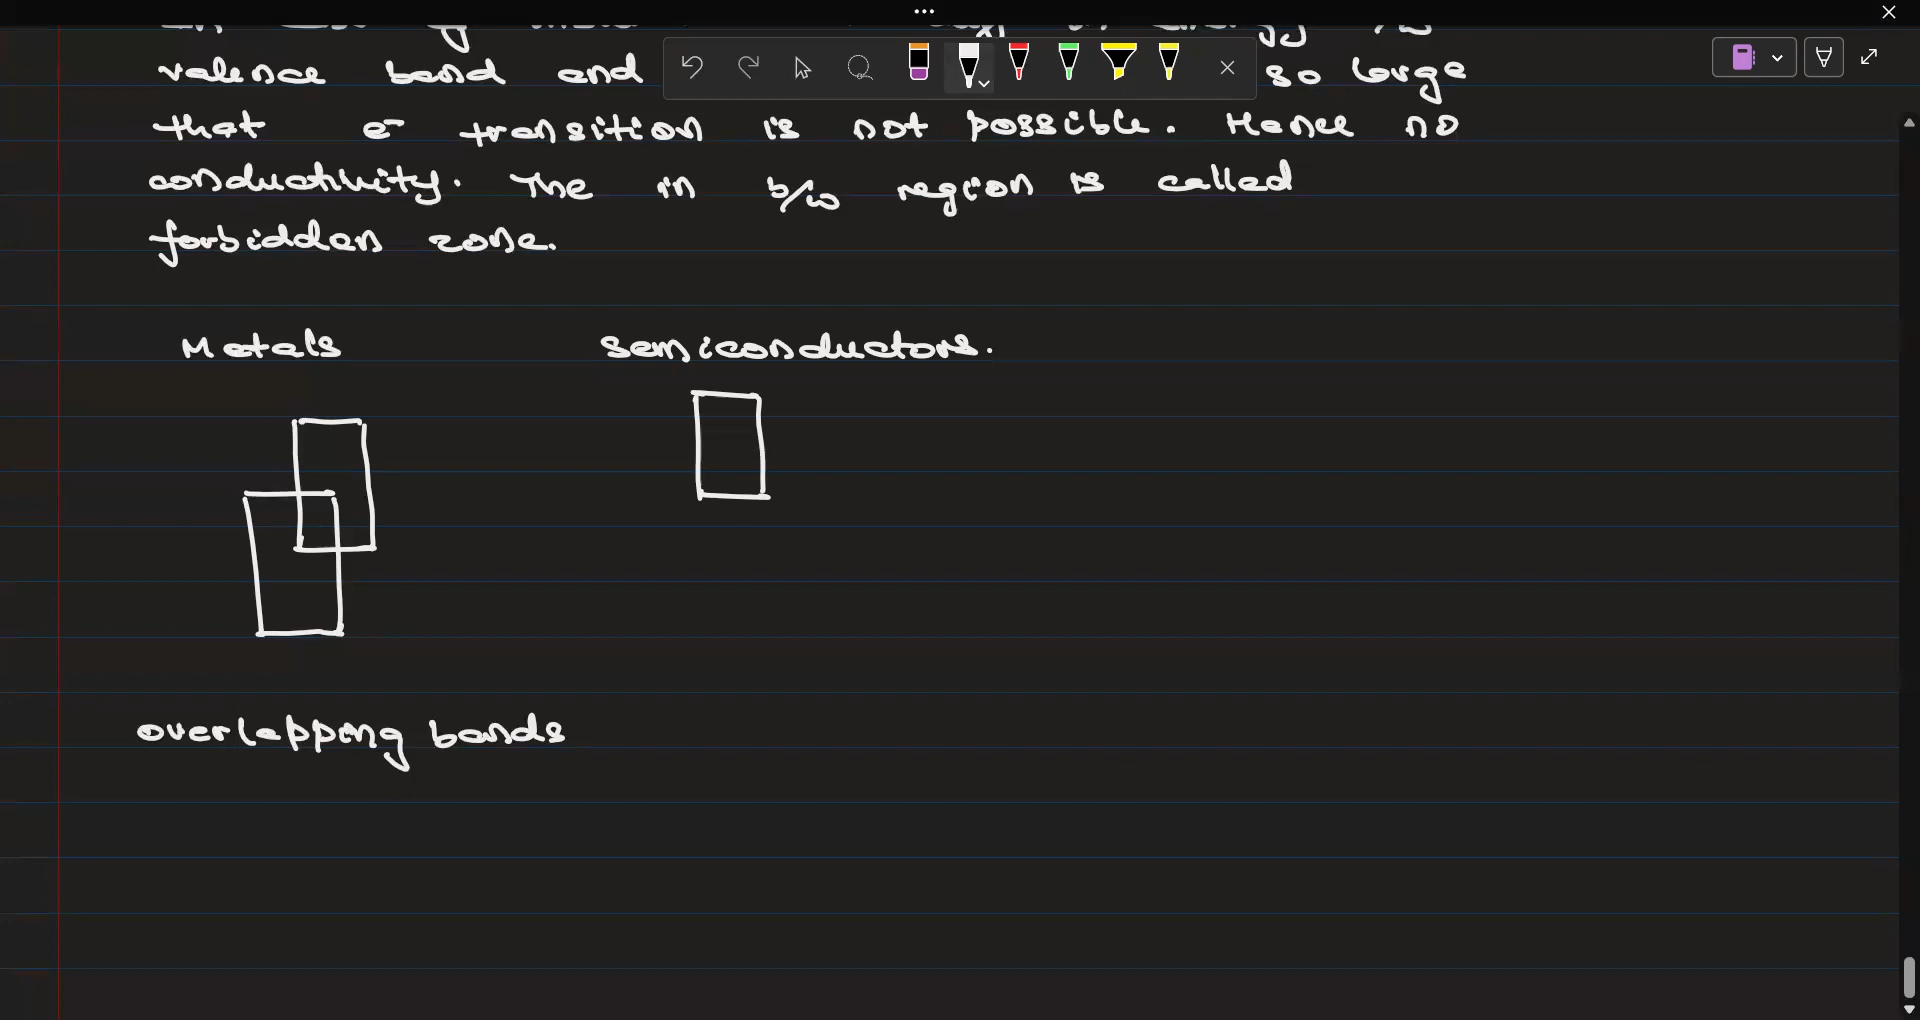 valence band and so large
that e- transition is not possible. Hence no
conductivity. The in b/w region is called
forbidden zone.
Metals semiconductors.
overlapping bands